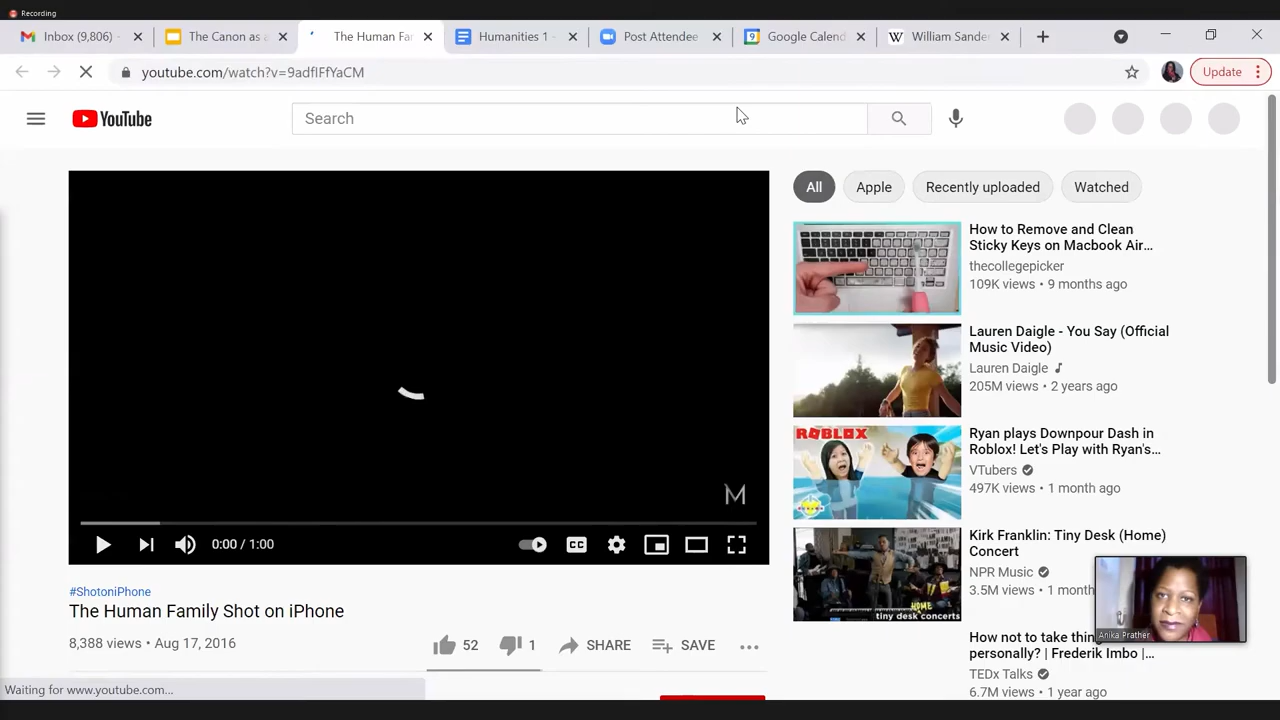 Recording
Inbox (9,806) -
The Canon as a
The Human Fa
Humanities 1 -
Post Attendee
Google Calend
William Sande
youtube.com/watch?v=9adfIFfYaCM
Update
YouTube
Search
All
Apple
Recently uploaded
Watched
How to Remove and Clean
Sticky Keys on Macbook Air...
thecollegepicker
109K views • 9 months ago
Lauren Daigle - You Say (Official
Music Video)
Lauren Daigle
205M views • 2 years ago
ROBLOX
Ryan plays Downpour Dash in
Roblox! Let's Play with Ryan's...
VTubers
497K views • 1 month ago
M
0:00 / 1:00
CC
HOME
tiny desk concerts
Kirk Franklin: Tiny Desk (Home)
Concert
NPR Music
3.5M views • 1 month
#ShotoniPhone
The Human Family Shot on iPhone
8,388 views • Aug 17, 2016
52
1
SHARE
SAVE
Anika Prather
How not to take thin
personally? | Frederik Imbo |...
TEDx Talks
6.7M views • 1 year ago
Waiting for www.youtube.com...